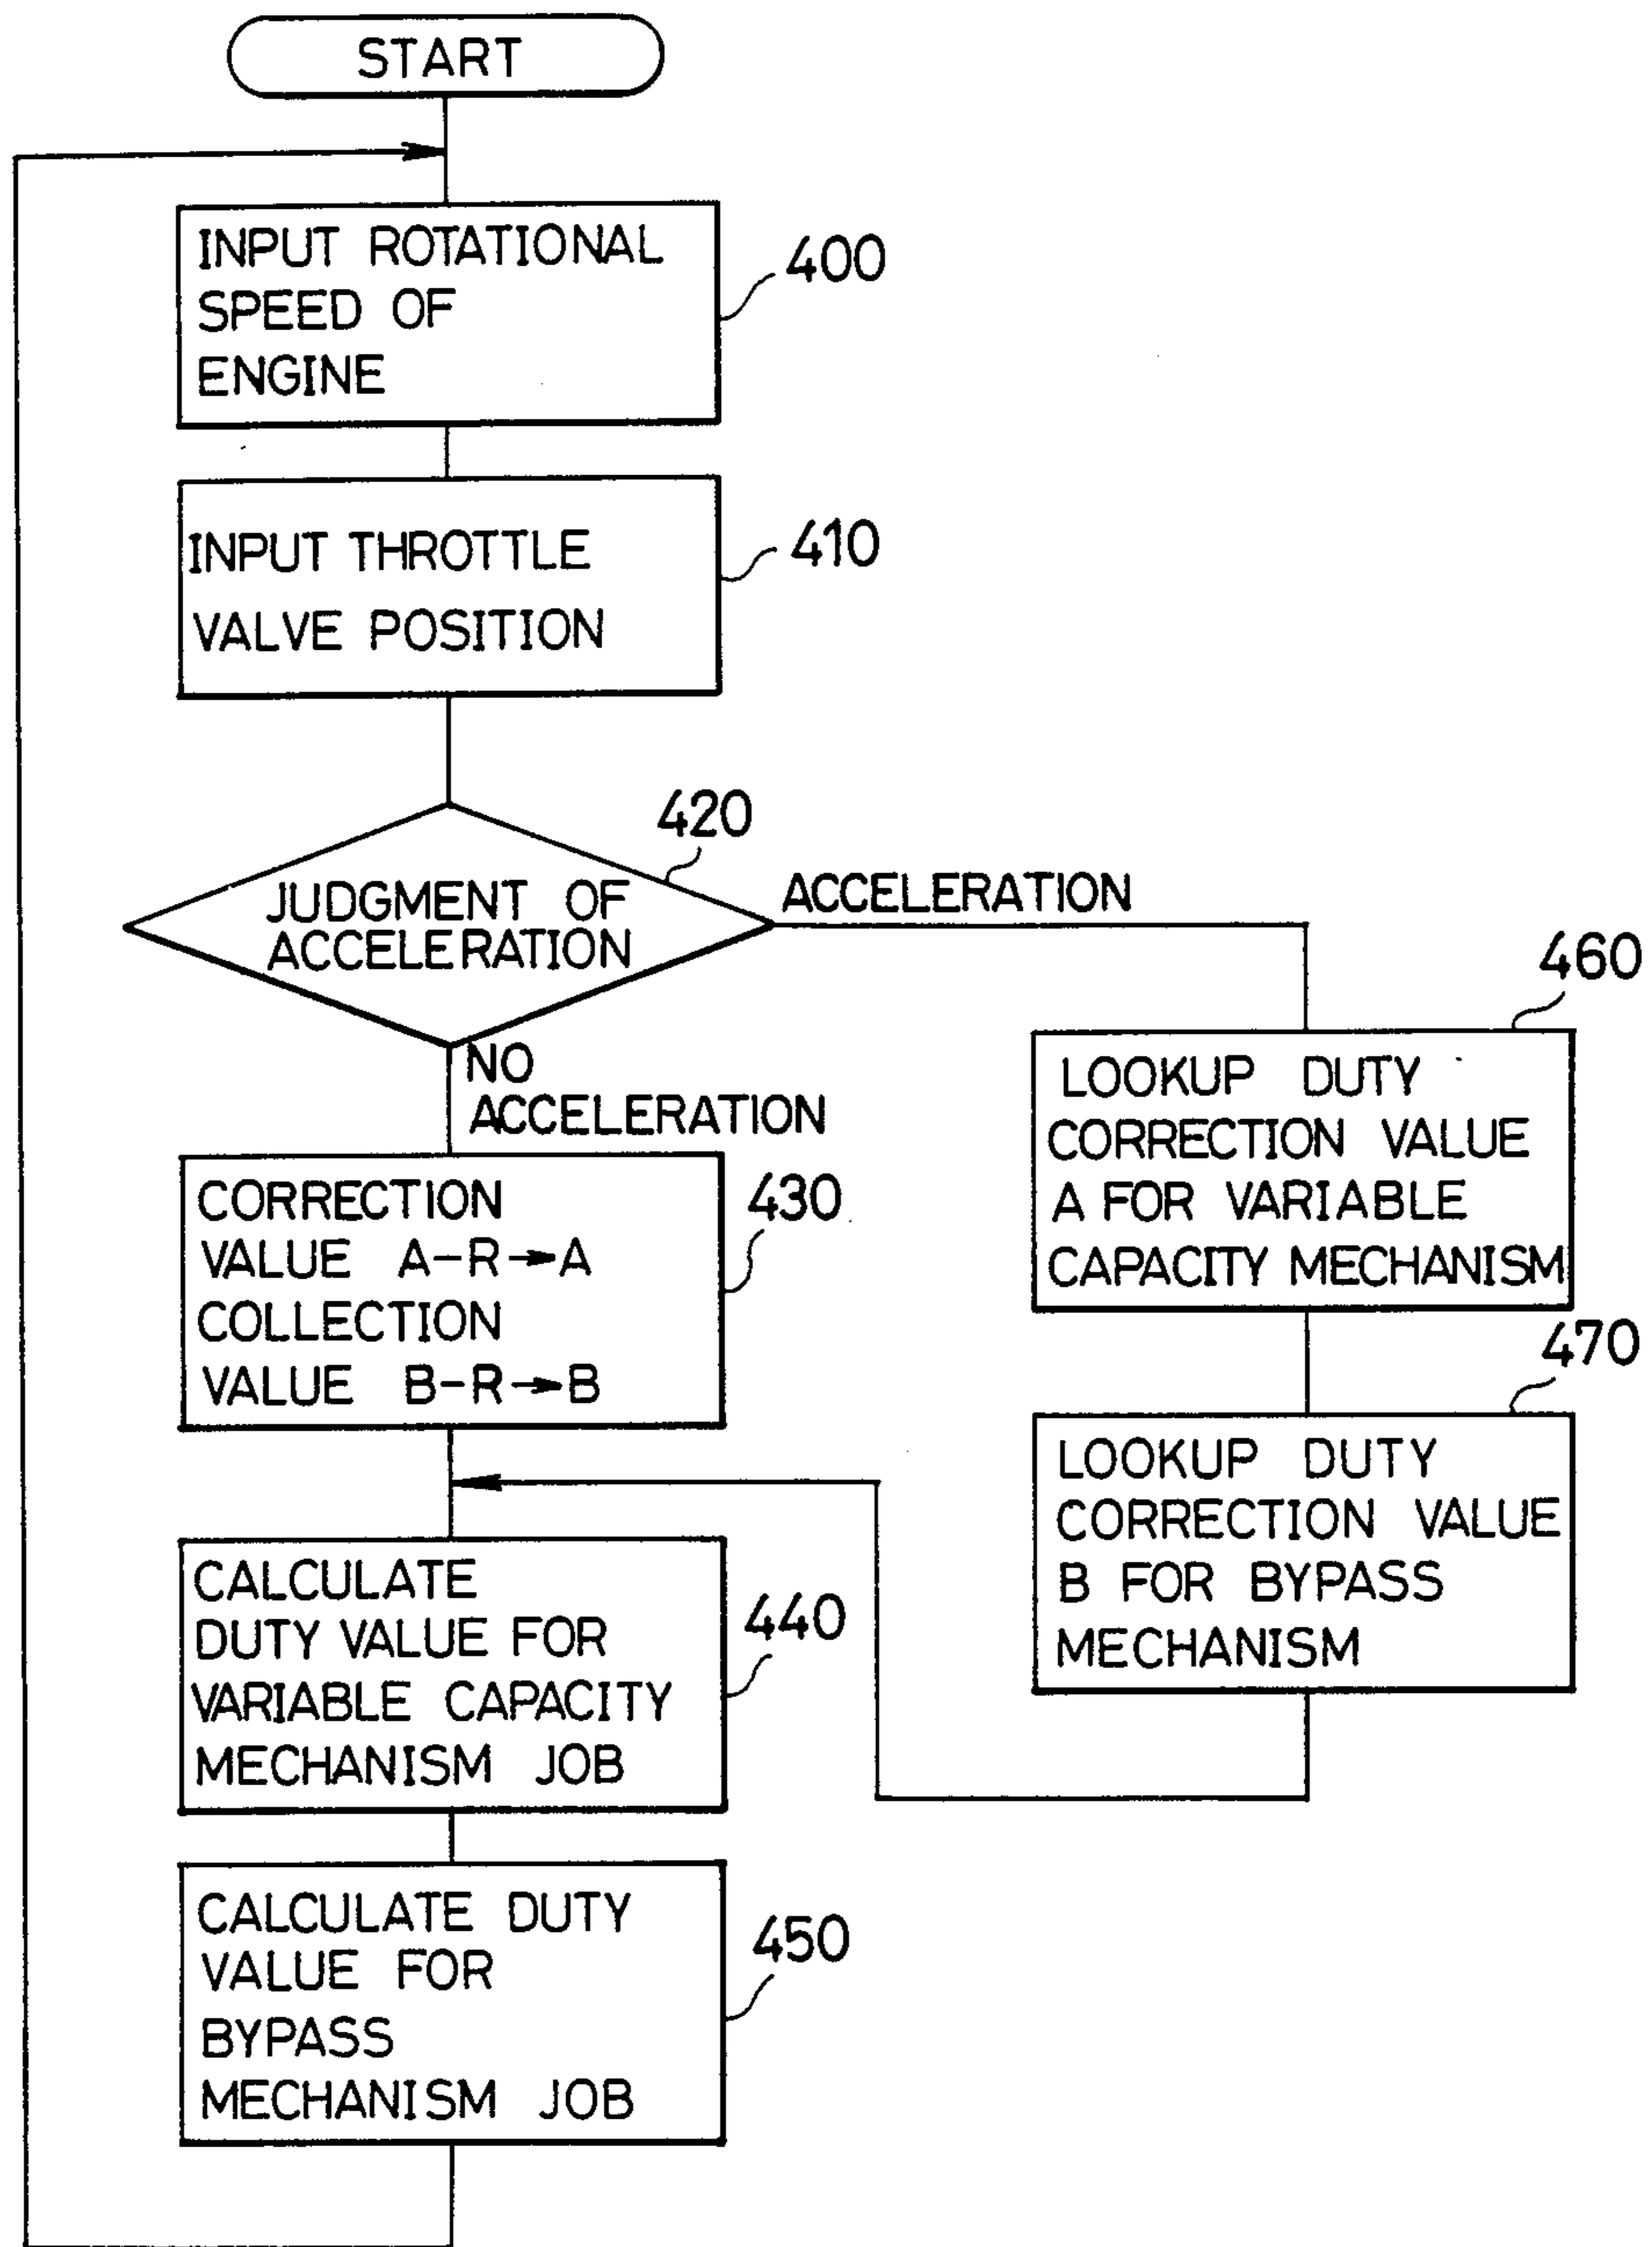 START
INPUT ROTATIONAL
SPEED OF
ENGINE
400
INPUT THROTTLE
VALVE POSITION
410
420
JUDGMENT OF
ACCELERATION
ACCELERATION
NO
ACCELERATION
460
LOOKUP DUTY
CORRECTION VALUE
A FOR VARIABLE
CAPACITY MECHANISM
CORRECTION
VALUE A-R→A
COLLECTION
VALUE B-R→B
430
470
LOOKUP DUTY
CORRECTION VALUE
B FOR BYPASS
MECHANISM
CALCULATE
DUTY VALUE FOR
VARIABLE CAPACITY
MECHANISM JOB
440
CALCULATE DUTY
VALUE FOR
BYPASS
MECHANISM JOB
450